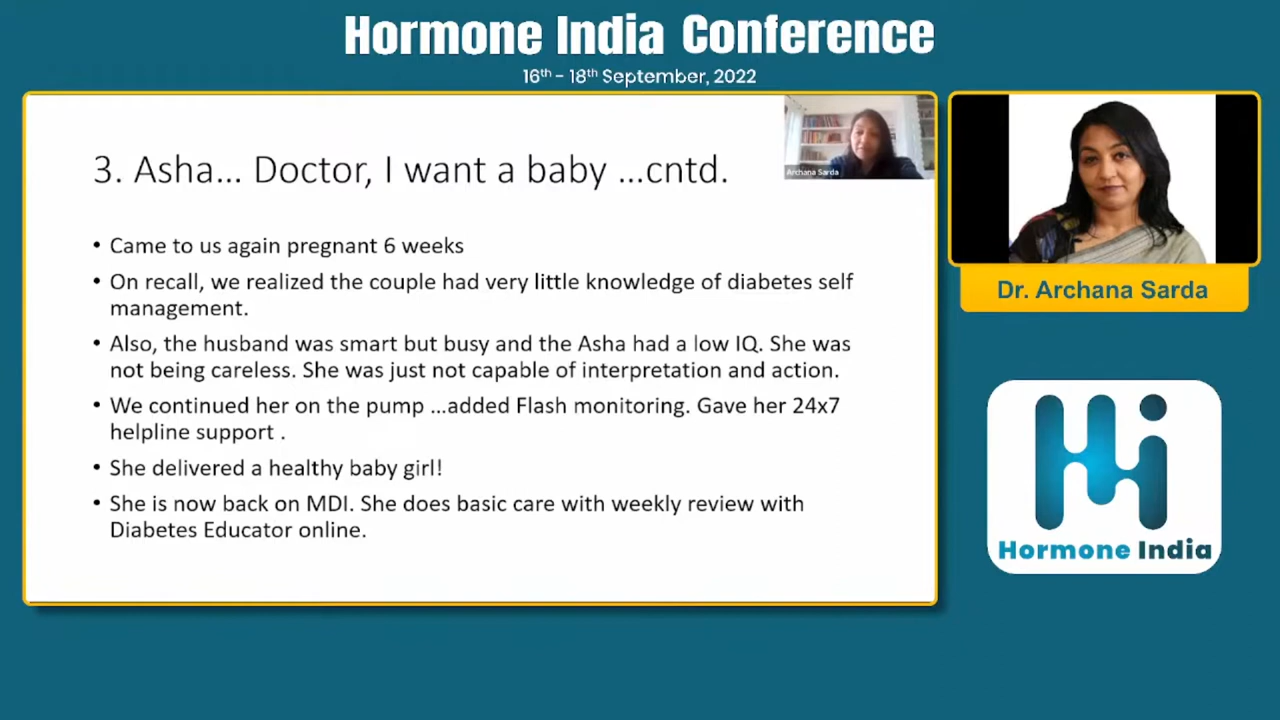 Hormone India Conference
16th - 18th September, 2022
3. Asha... Doctor, I want a baby ...cntd.
Archana Sarda
• Came to us again pregnant 6 weeks
• On recall, we realized the couple had very little knowledge of diabetes self
management.
• Also, the husband was smart but busy and the Asha had a low IQ. She was
not being careless. She was just not capable of interpretation and action.
• We continued her on the pump ...added Flash monitoring. Gave her 24x7
helpline support .
• She delivered a healthy baby girl!
• She is now back on MDI. She does basic care with weekly review with
Diabetes Educator online.
Dr. Archana Sarda
Hi
Hormone India